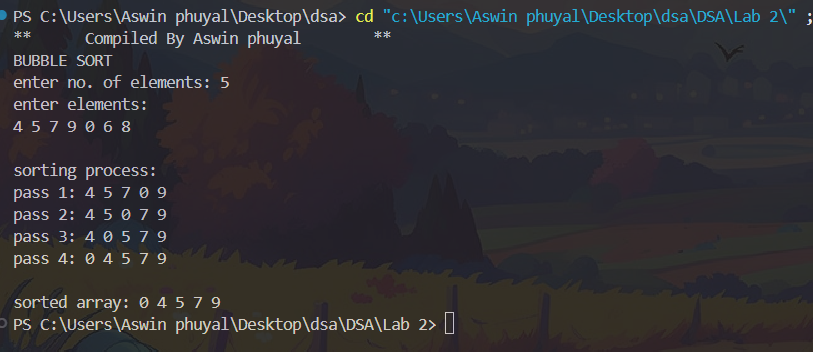 PS C:\Users\Aswin phuyal\Desktop\dsa> cd "c:\Users\Aswin phuyal\Desktop\dsa\DSA\Lab 2\" ;
**      Compiled By Aswin phuyal        **
BUBBLE SORT
enter no. of elements: 5
enter elements:
4 5 7 9 0 6 8
sorting process:
pass 1: 4 5 7 0 9
pass 2: 4 5 0 7 9
pass 3: 4 0 5 7 9
pass 4: 0 4 5 7 9
sorted array: 0 4 5 7 9
PS C:\Users\Aswin phuyal\Desktop\dsa\DSA\Lab 2>